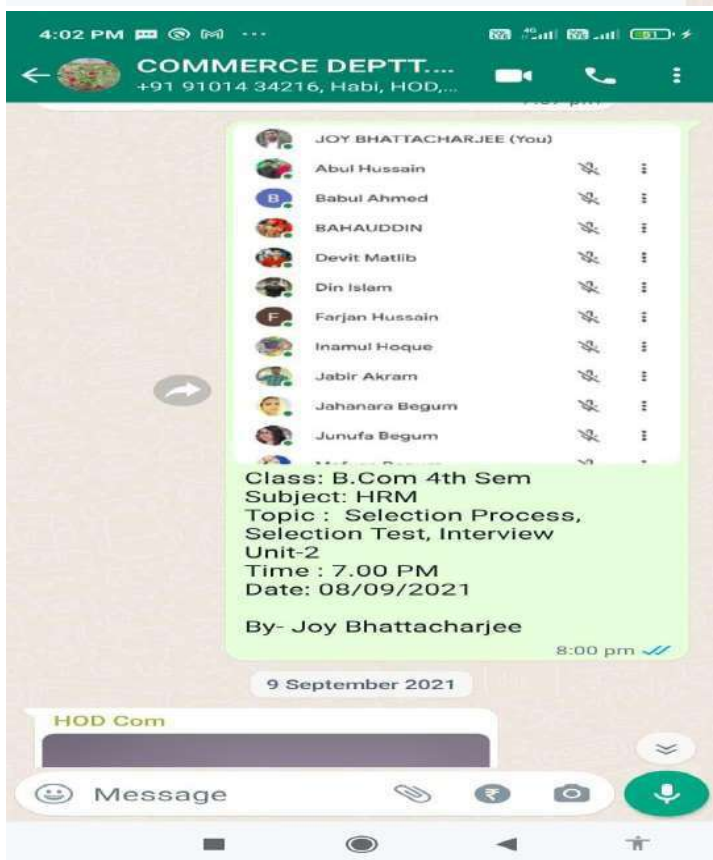 4:02 PM
4G
51
COMMERCE DEPTT....
+91 91014 34216, Habi, HOD,...
JOY BHATTACHARJEE (You)
Abul Hussain
B Babul Ahmed
BAHAUDDIN
Devit Matlib
Din Islam
F Farjan Hussain
Inamul Hoque
Jabir Akram
Jahanara Begum
Junufa Begum
Class: B.Com 4th Sem
Subject: HRM
Topic : Selection Process,
Selection Test, Interview
Unit-2
Time : 7.00 PM
Date: 08/09/2021
By- Joy Bhattacharjee
8:00 pm
9 September 2021
HOD Com
Message